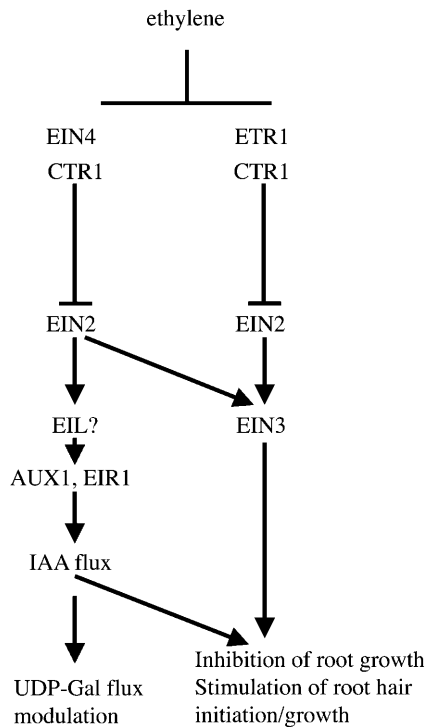 ethylene
EIN4 ETR1
CTR1 CTR1
EIN2 EIN2
EIL? EIN3
AUX1, EIR1
IAA flux
Inhibition of root growth
UDP-Gal flux Stimulation of root hair
modulation initiation/growth